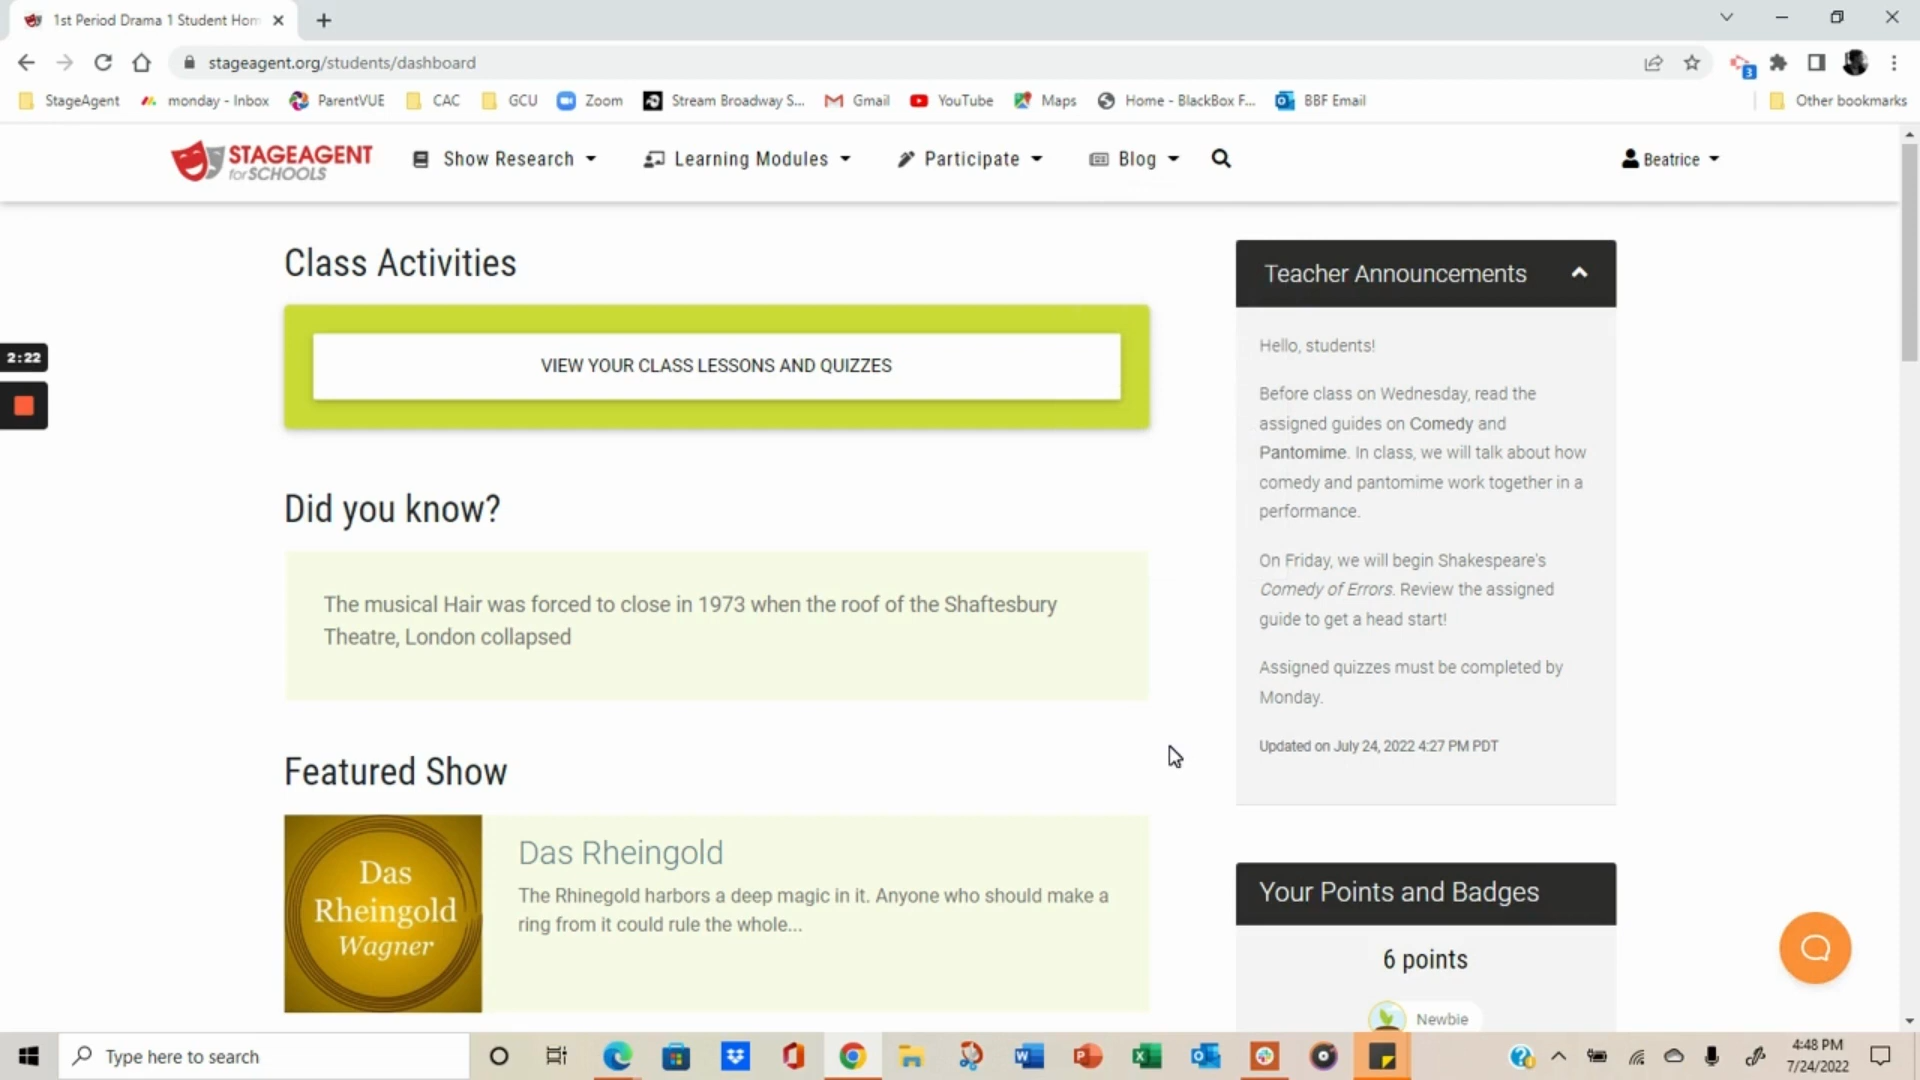 1st Period Drama 1 Student Hom
stageagent.org/students/dashboard
3
StageAgent
monday - Inbox
ParentVUE
CAC
GCU
Zoom
Stream Broadway S...
Gmail
YouTube
Maps
Home - BlackBox F...
BBF Email
Other bookmarks
STAGEAGENT
for SCHOOLS
Show Research
Learning Modules
Participate
Blog
Beatrice
Class Activities
VIEW YOUR CLASS LESSONS AND QUIZZES
2:22
Did you know?
The musical Hair was forced to close in 1973 when the roof of the Shaftesbury
Theatre, London collapsed
Featured Show
Das
Rheingold
Wagner
Das Rheingold
The Rhinegold harbors a deep magic in it. Anyone who should make a
ring from it could rule the whole...
Teacher Announcements
Hello, students!
Before class on Wednesday, read the
assigned guides on Comedy and
Pantomime. In class, we will talk about how
comedy and pantomime work together in a
performance.
On Friday, we will begin Shakespeare's
Comedy of Errors. Review the assigned
guide to get a head start!
Assigned quizzes must be completed by
Monday.
Updated on July 24, 2022 4:27 PM PDT
Your Points and Badges
6 points
Newbie
Type here to search
4:48 PM
7/24/2022